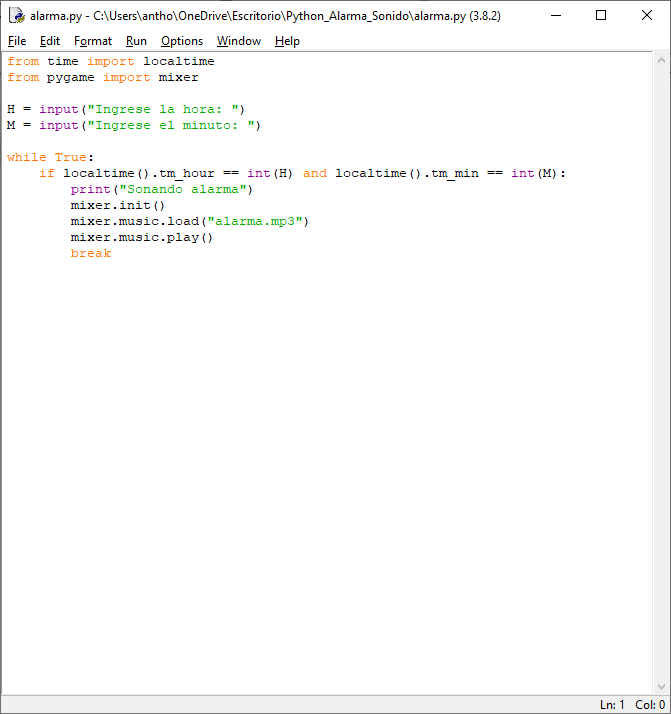 alarma.py - C:\Users\antho\OneDrive\Escritorio\Python_Alarma_Sonido\alarma.py (3.8.2)
File Edit Format Run Options Window Help
from time import localtime
from pygame import mixer

H = input("Ingrese la hora: ")
M = input("Ingrese el minuto: ")

while True:
    if localtime().tm_hour == int(H) and localtime().tm_min == int(M):
        print("Sonando alarma")
        mixer.init()
        mixer.music.load("alarma.mp3")
        mixer.music.play()
        break
Ln: 1 Col: 0